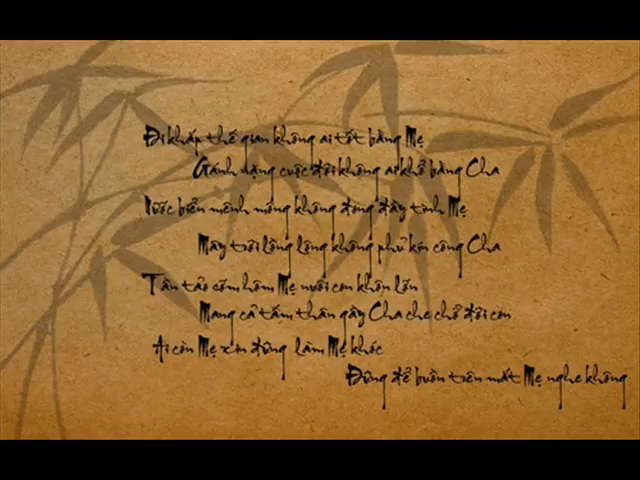 Đi khắp thế gian không ai tốt bằng Mẹ
Gánh nặng cuộc đời không ai khổ bằng Cha
Nước biển mênh mông không đong đầy tình Mẹ
Mây trời lồng lộng không phủ kín công Cha
Tần tảo sớm hôm Mẹ nuôi con khôn lớn
Mang cả tấm thân gầy Cha che chở đời con
Ai còn Mẹ xin đừng làm Mẹ khóc
Đừng để buồn trên mắt Mẹ nghe không